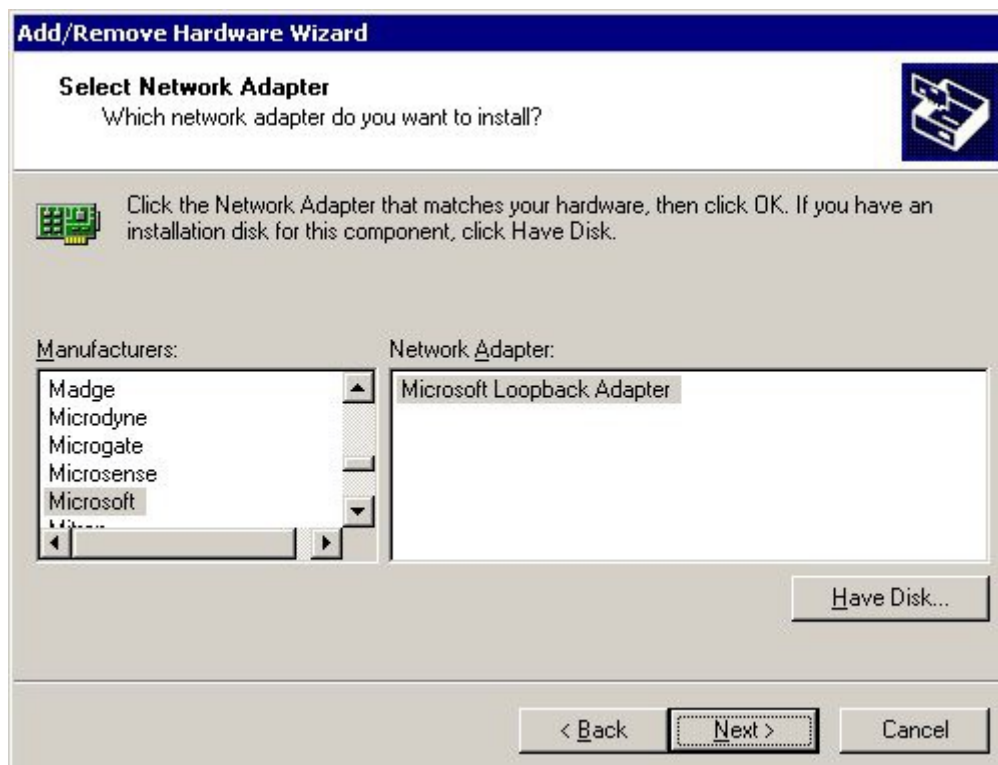 Add/Remove Hardware Wizard
Select Network Adapter
Which network adapter do you want to install?
Click the Network Adapter that matches your hardware, then click OK. If you have an
installation disk for this component, click Have Disk.
Manufacturers:
Madge
Microdyne
Microgate
Microsense
Microsoft
Network Adapter:
Microsoft Loopback Adapter
Have Disk...
< Back
Next >
Cancel